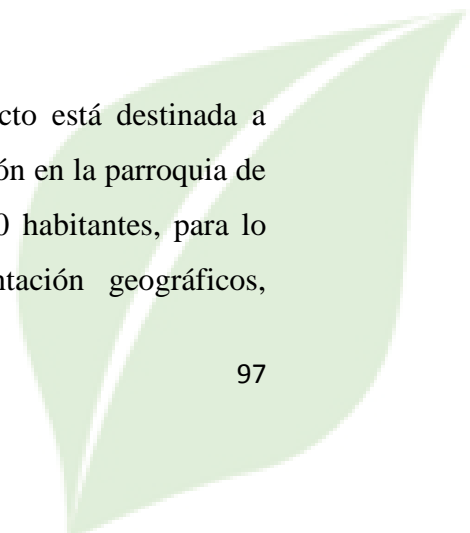 cto está destinada a
ón en la parroquia de
0 habitantes, para lo
ntación geográficos,
97